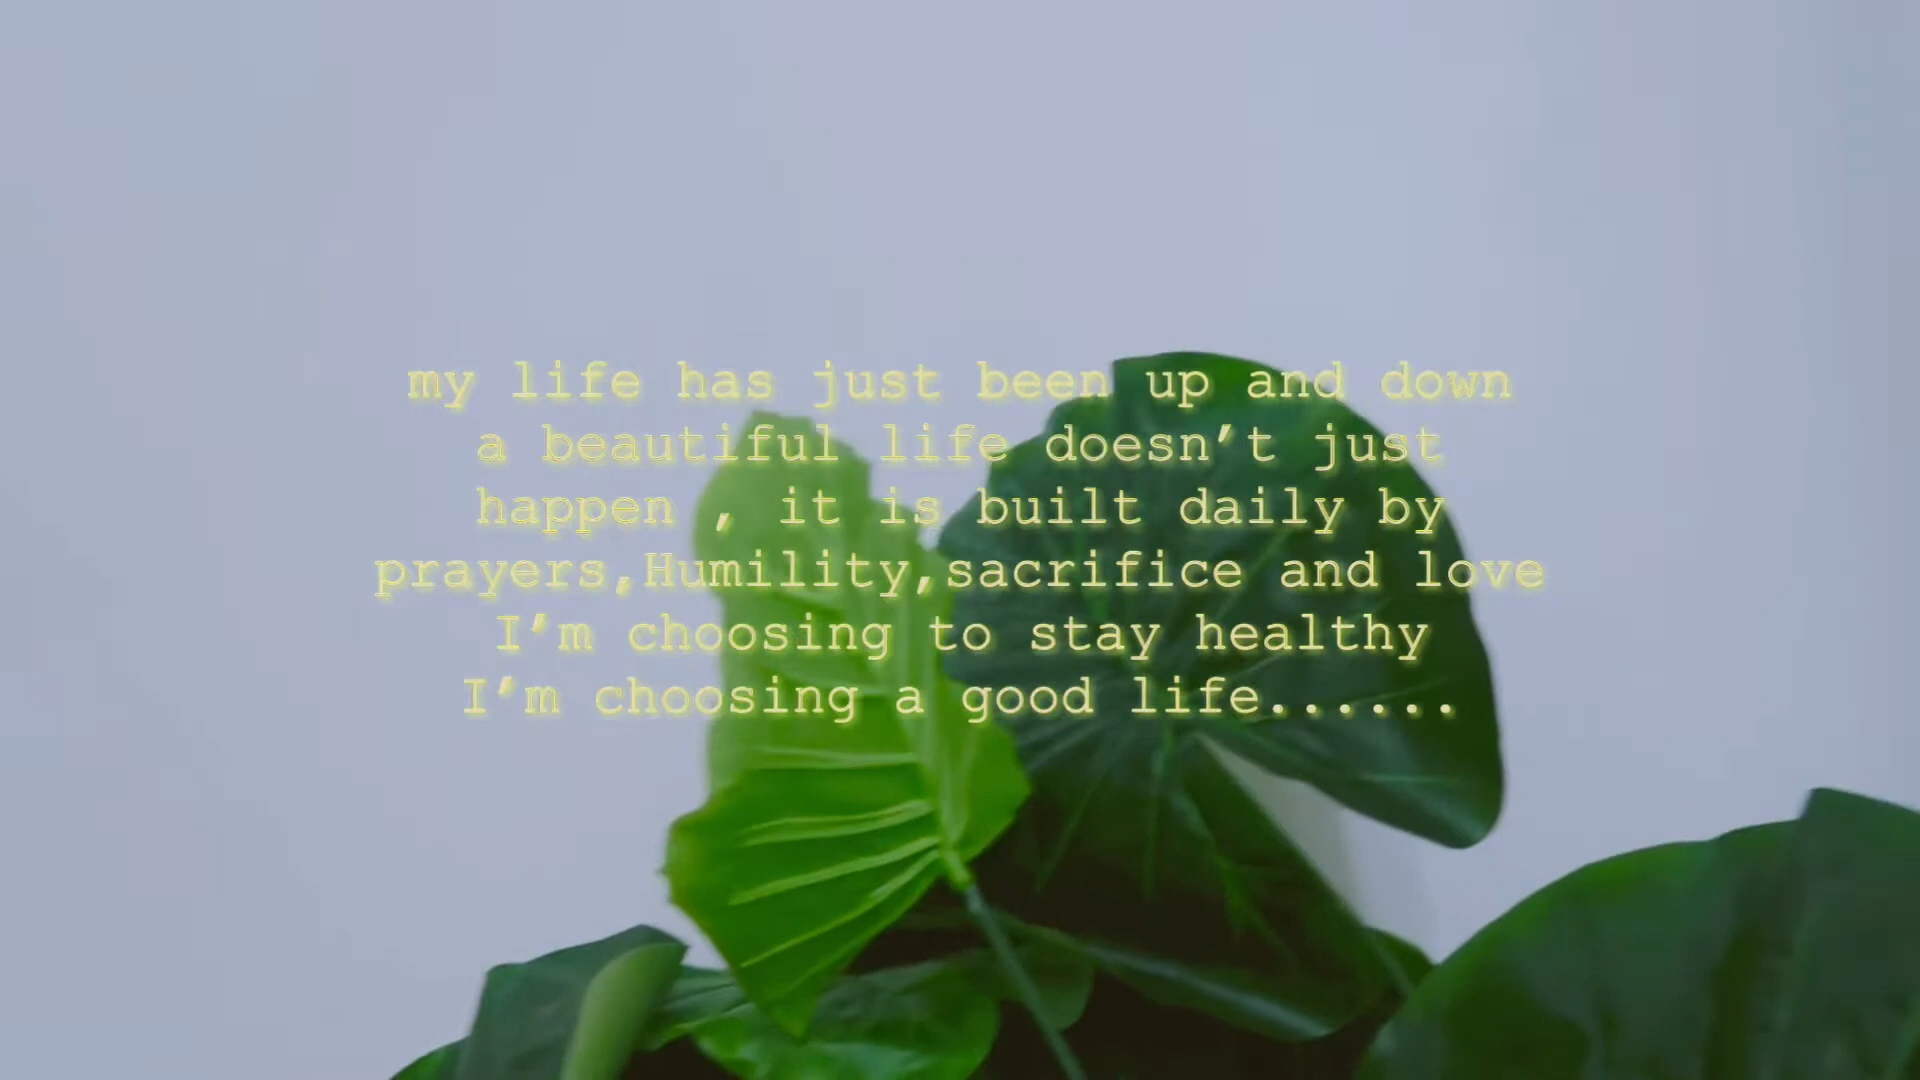 my life has just been up and down
a beautiful life doesn’t just
happen , it is built daily by
prayers,Humility,sacrifice and love
I’m choosing to stay healthy
I’m choosing a good life......